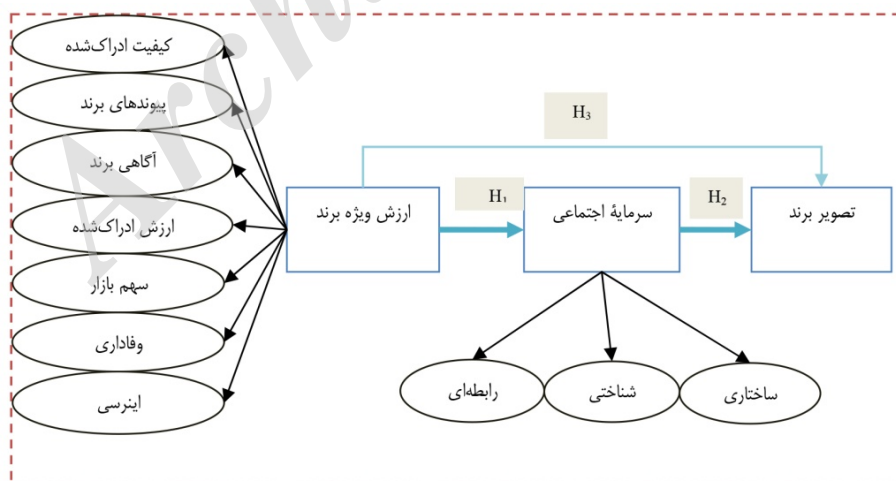 کیفیت ادراک‌شده
پیوندهای برند
آگاهی برند
ارزش ادراک‌شده
سهم بازار
وفاداری
اینرسی
H₃
H₁
H₂
ارزش ویژه برند
سرمایهٔ اجتماعی
تصویر برند
رابطه‌ای
شناختی
ساختاری